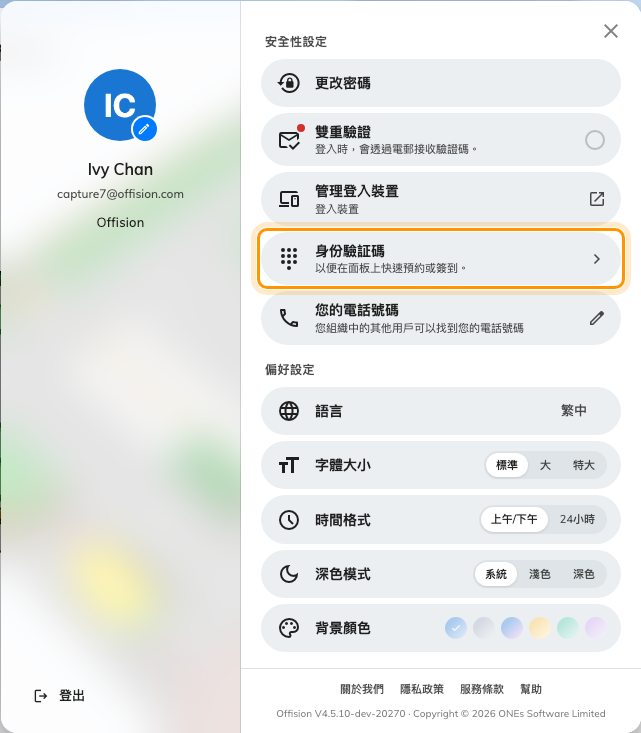 IC
Ivy Chan
capture7@offision.com
Offision
登出
安全性設定
更改密碼
雙重驗證
登入時，會透過電郵接收驗證碼。
管理登入裝置
登入裝置
身份驗証碼
以便在面板上快速預約或簽到。
您的電話號碼
您組織中的其他用戶可以找到您的電話號碼
偏好設定
語言 繁中
字體大小 標準 大 特大
時間格式 上午/下午 24小時
深色模式 系統 淺色 深色
背景顏色
關於我們 隱私政策 服務條款 幫助
Offision V4.5.10-dev-20270 · Copyright © 2026 ONEs Software Limited